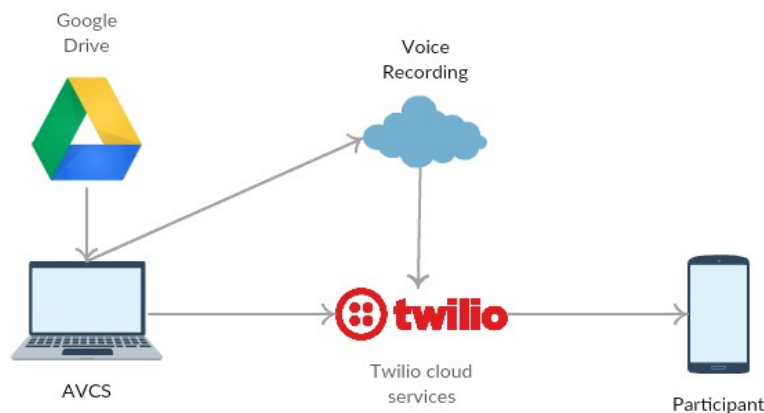 Google
Drive
Voice
Recording
twilio
AVCS
Twilio cloud
services
Participant